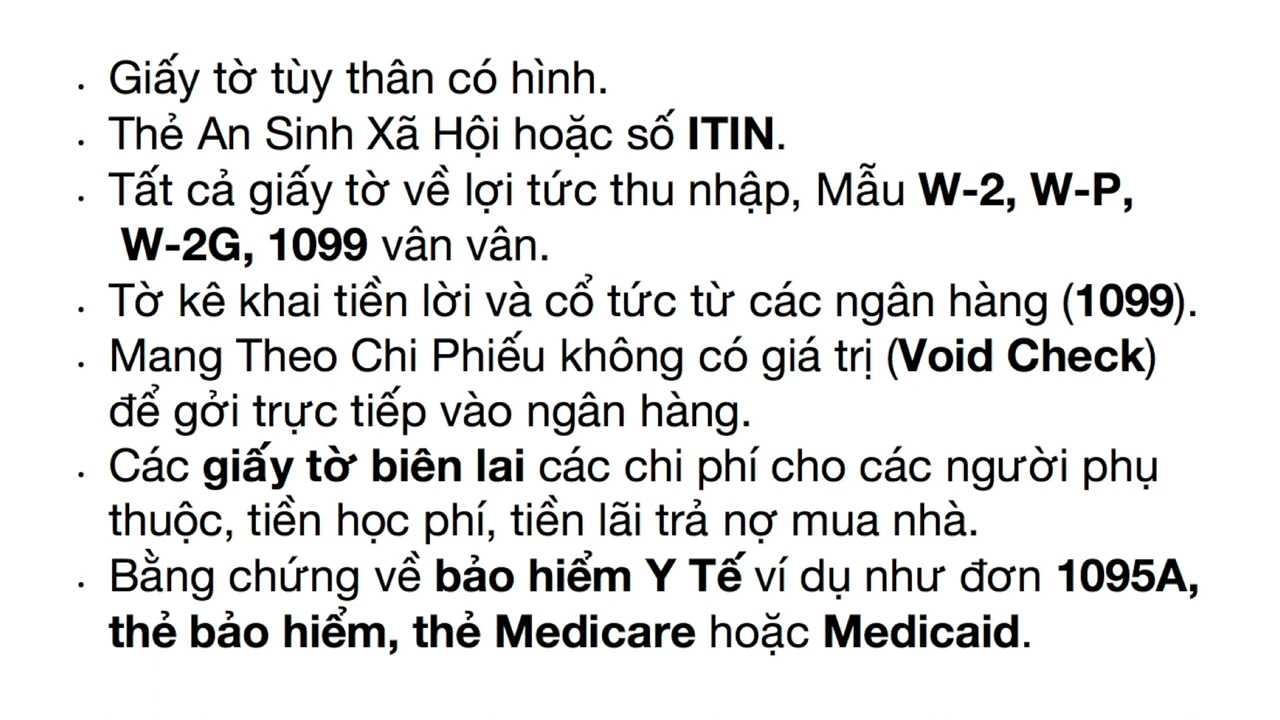 · Giấy tờ tùy thân có hình.
· Thẻ An Sinh Xã Hội hoặc số ITIN.
· Tất cả giấy tờ về lợi tức thu nhập, Mẫu W-2, W-P,
W-2G, 1099 vân vân.
· Tờ kê khai tiền lời và cổ tức từ các ngân hàng (1099).
· Mang Theo Chi Phiếu không có giá trị (Void Check)
để gởi trực tiếp vào ngân hàng.
· Các giấy tờ biên lai các chi phí cho các người phụ
thuộc, tiền học phí, tiền lãi trả nợ mua nhà.
· Bằng chứng về bảo hiểm Y Tế ví dụ như đơn 1095A,
thẻ bảo hiểm, thẻ Medicare hoặc Medicaid.